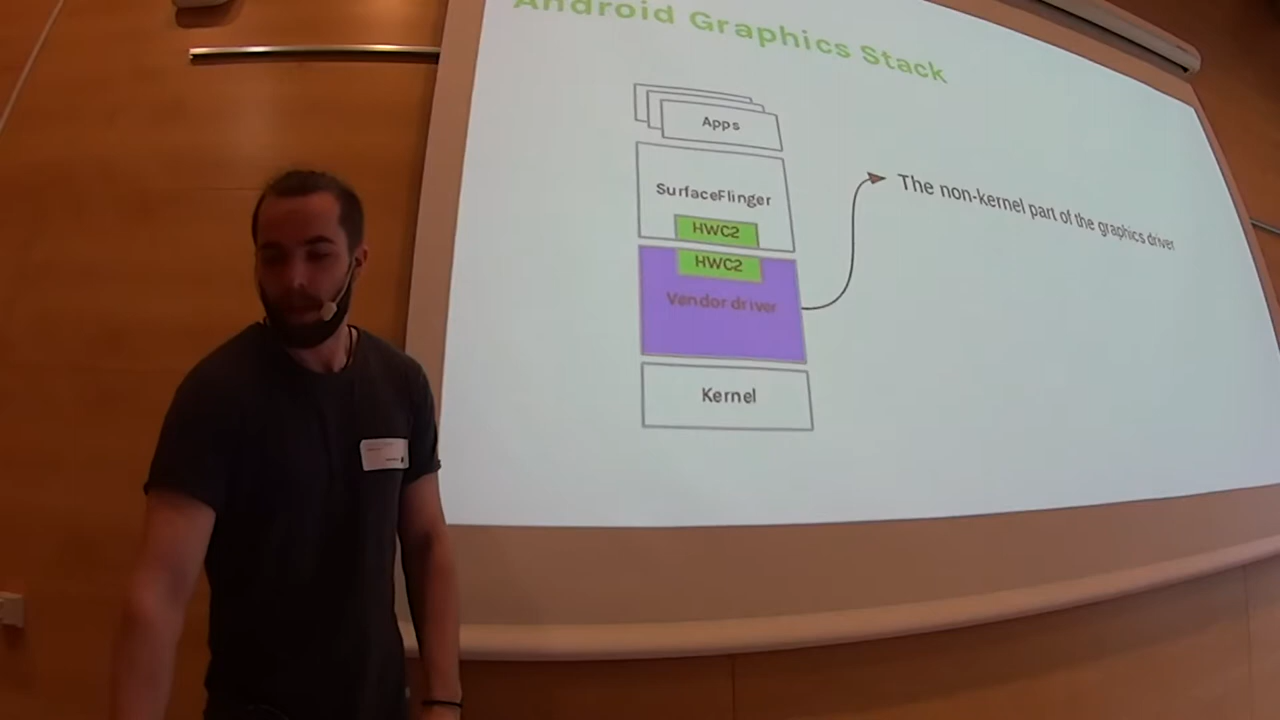 Android Graphics Stack
Apps
SurfaceFlinger
HWC2
HWC2
Vendor driver
Kernel
The non-kernel part of the graphics driver